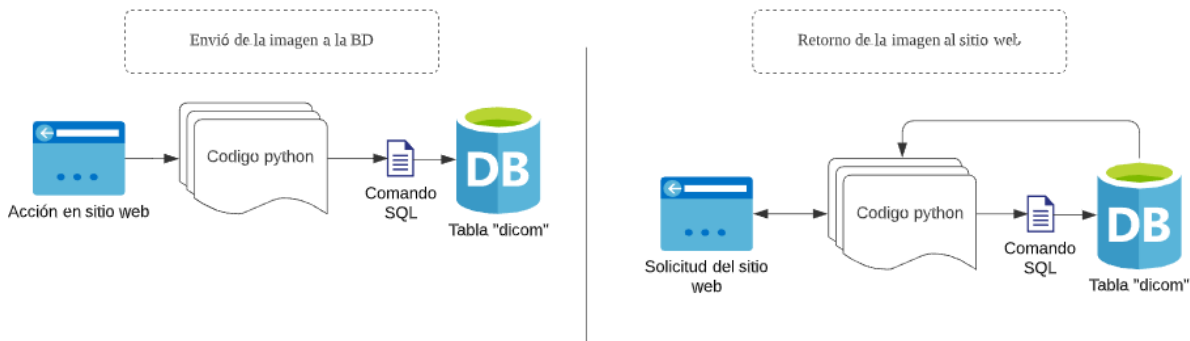 Envió de la imagen a la BD
Codigo python
DB
Acción en sitio web
Comando
SQL
Tabla "dicom"
Retorno de la imagen al sitio web
Codigo python
DB
Solicitud del sitio
web
Comando
SQL
Tabla "dicom"